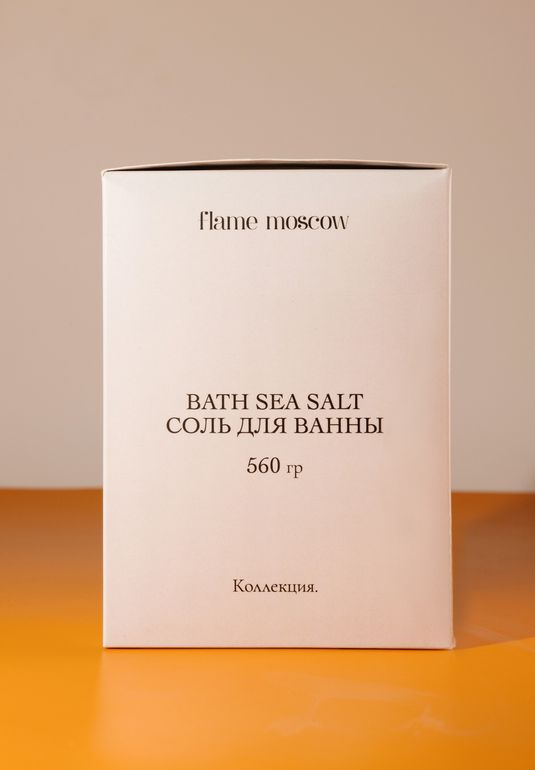 flame moscow
BATH SEA SALT
СОЛЬ ДЛЯ ВАННЫ
560 гр
Коллекция.